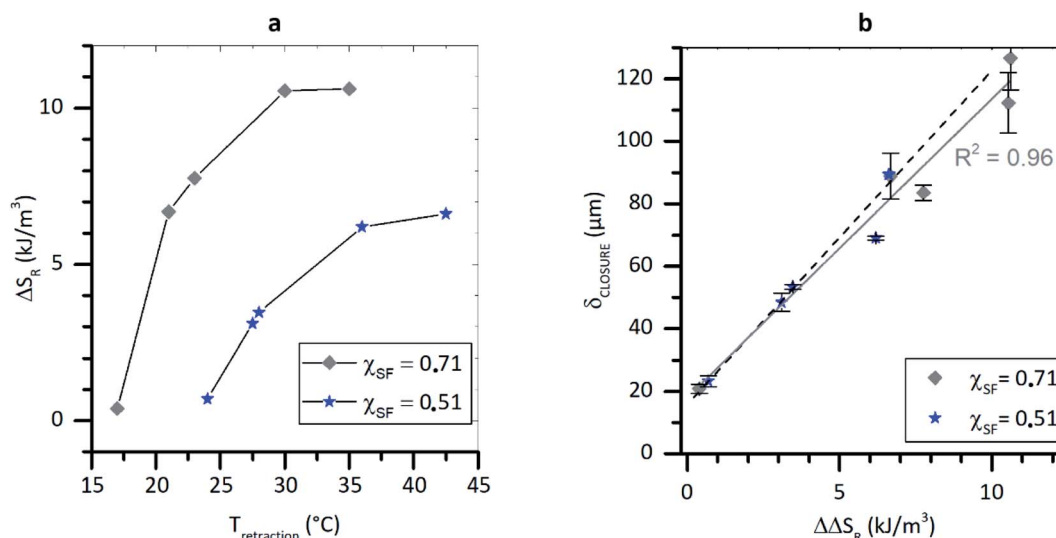 a
10
5
0
ΔS_R (kJ/m³)
χ_SF = 0.71
χ_SF = 0.51
15 20 25 30 35 40 45
T_retraction (°C)
b
120
100
80
60
40
20
0
δ_CLOSURE (µm)
R² = 0.96
χ_SF= 0.71
χ_SF= 0.51
0 5 10
ΔΔS_R (kJ/m³)